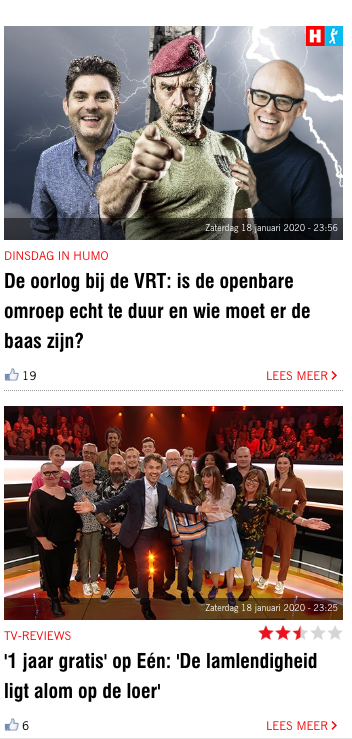 H
Zaterdag 18 januari 2020 - 23:56
DINSDAG IN HUMO
De oorlog bij de VRT: is de openbare
omroep echt te duur en wie moet er de
baas zijn?
19
LEES MEER
Zaterdag 18 januari 2020 - 23:25
TV-REVIEWS
'1 jaar gratis' op Eén: 'De lamlendigheid
ligt alom op de loer'
6
LEES MEER